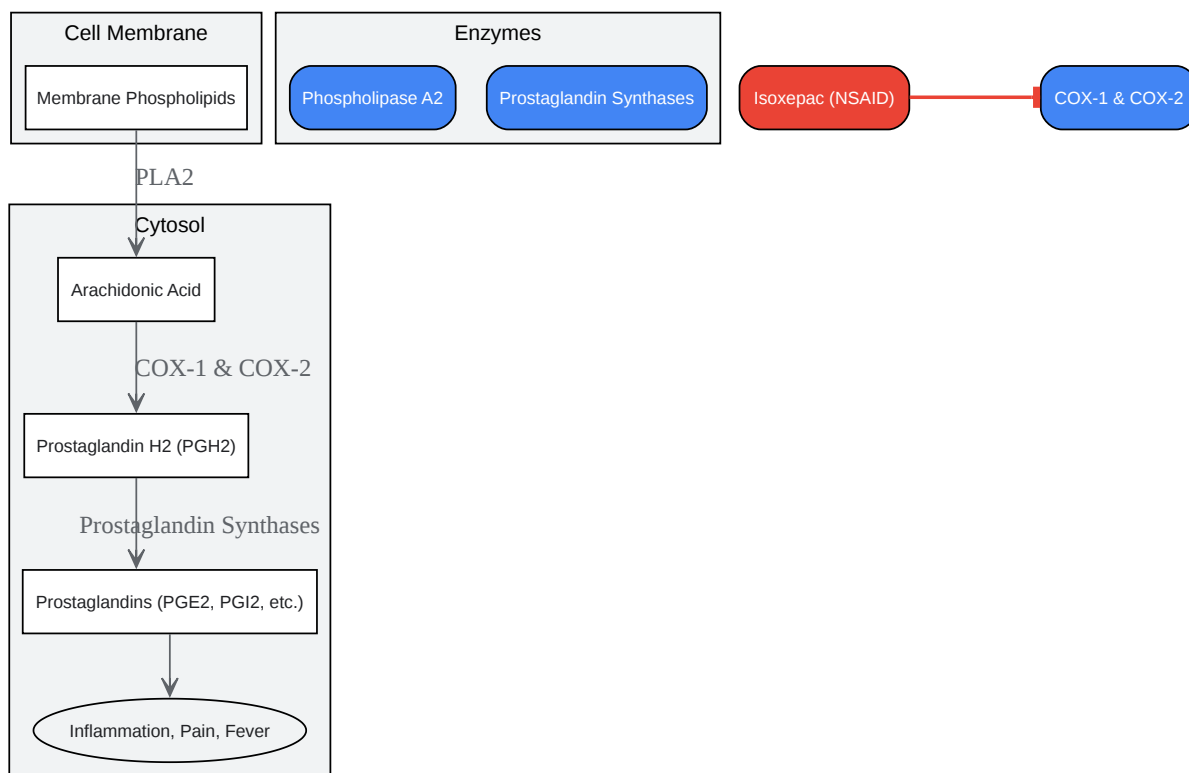 Cell Membrane
Membrane Phospholipids
Enzymes
Phospholipase A2
Prostaglandin Synthases
Isoxepac (NSAID)
COX-1 & COX-2
PLA2
Cytosol
Arachidonic Acid
COX-1 & COX-2
Prostaglandin H2 (PGH2)
Prostaglandin Synthases
Prostaglandins (PGE2, PGI2, etc.)
Inflammation, Pain, Fever